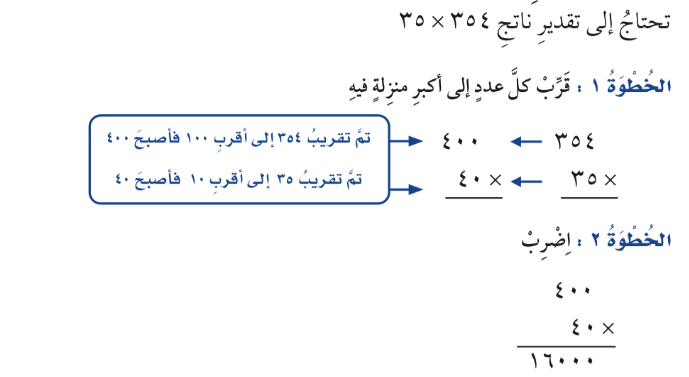 تحتاجُ إلى تقديرِ ناتجِ ٣٥٤ × ٣٥
الخُطْوَةُ ١ : قَرِّبْ كلَّ عددٍ إلى أكبرِ منزلةٍ فيهِ
٣٥٤ ← ٤٠٠ تمَّ تقريبُ ٣٥٤ إلى أقربِ ١٠٠ فأصبحَ ٤٠٠
× ٣٥ ← × ٤٠ تمَّ تقريبُ ٣٥ إلى أقربِ ١٠ فأصبحَ ٤٠
الخُطْوَةُ ٢ : اِضْرِبْ
٤٠٠
× ٤٠
١٦٠٠٠